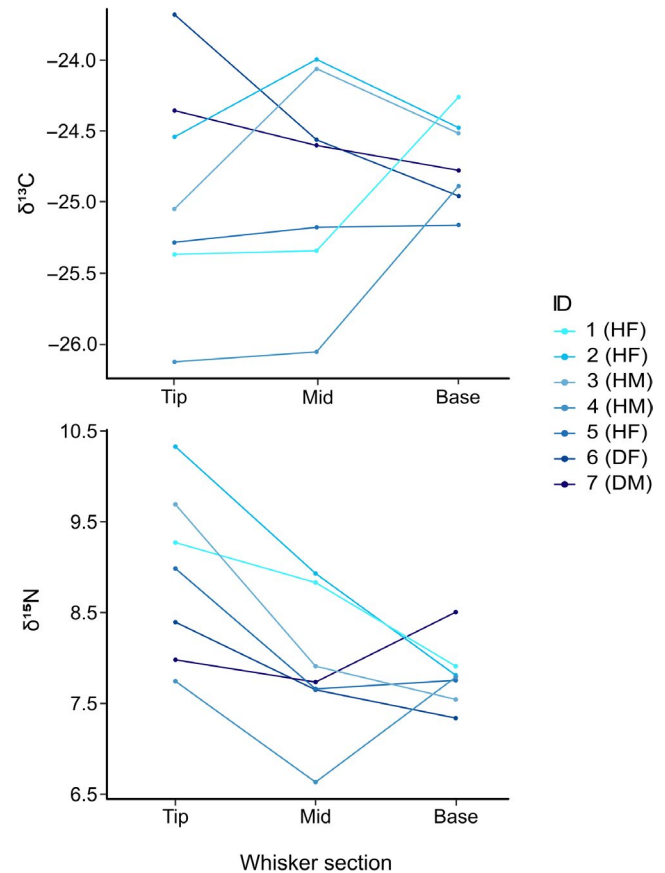 δ¹³C
−24.0
−24.5
−25.0
−25.5
−26.0
Tip Mid Base
δ¹⁵N
10.5
9.5
8.5
7.5
6.5
Tip Mid Base
Whisker section
ID
1 (HF)
2 (HF)
3 (HM)
4 (HM)
5 (HF)
6 (DF)
7 (DM)